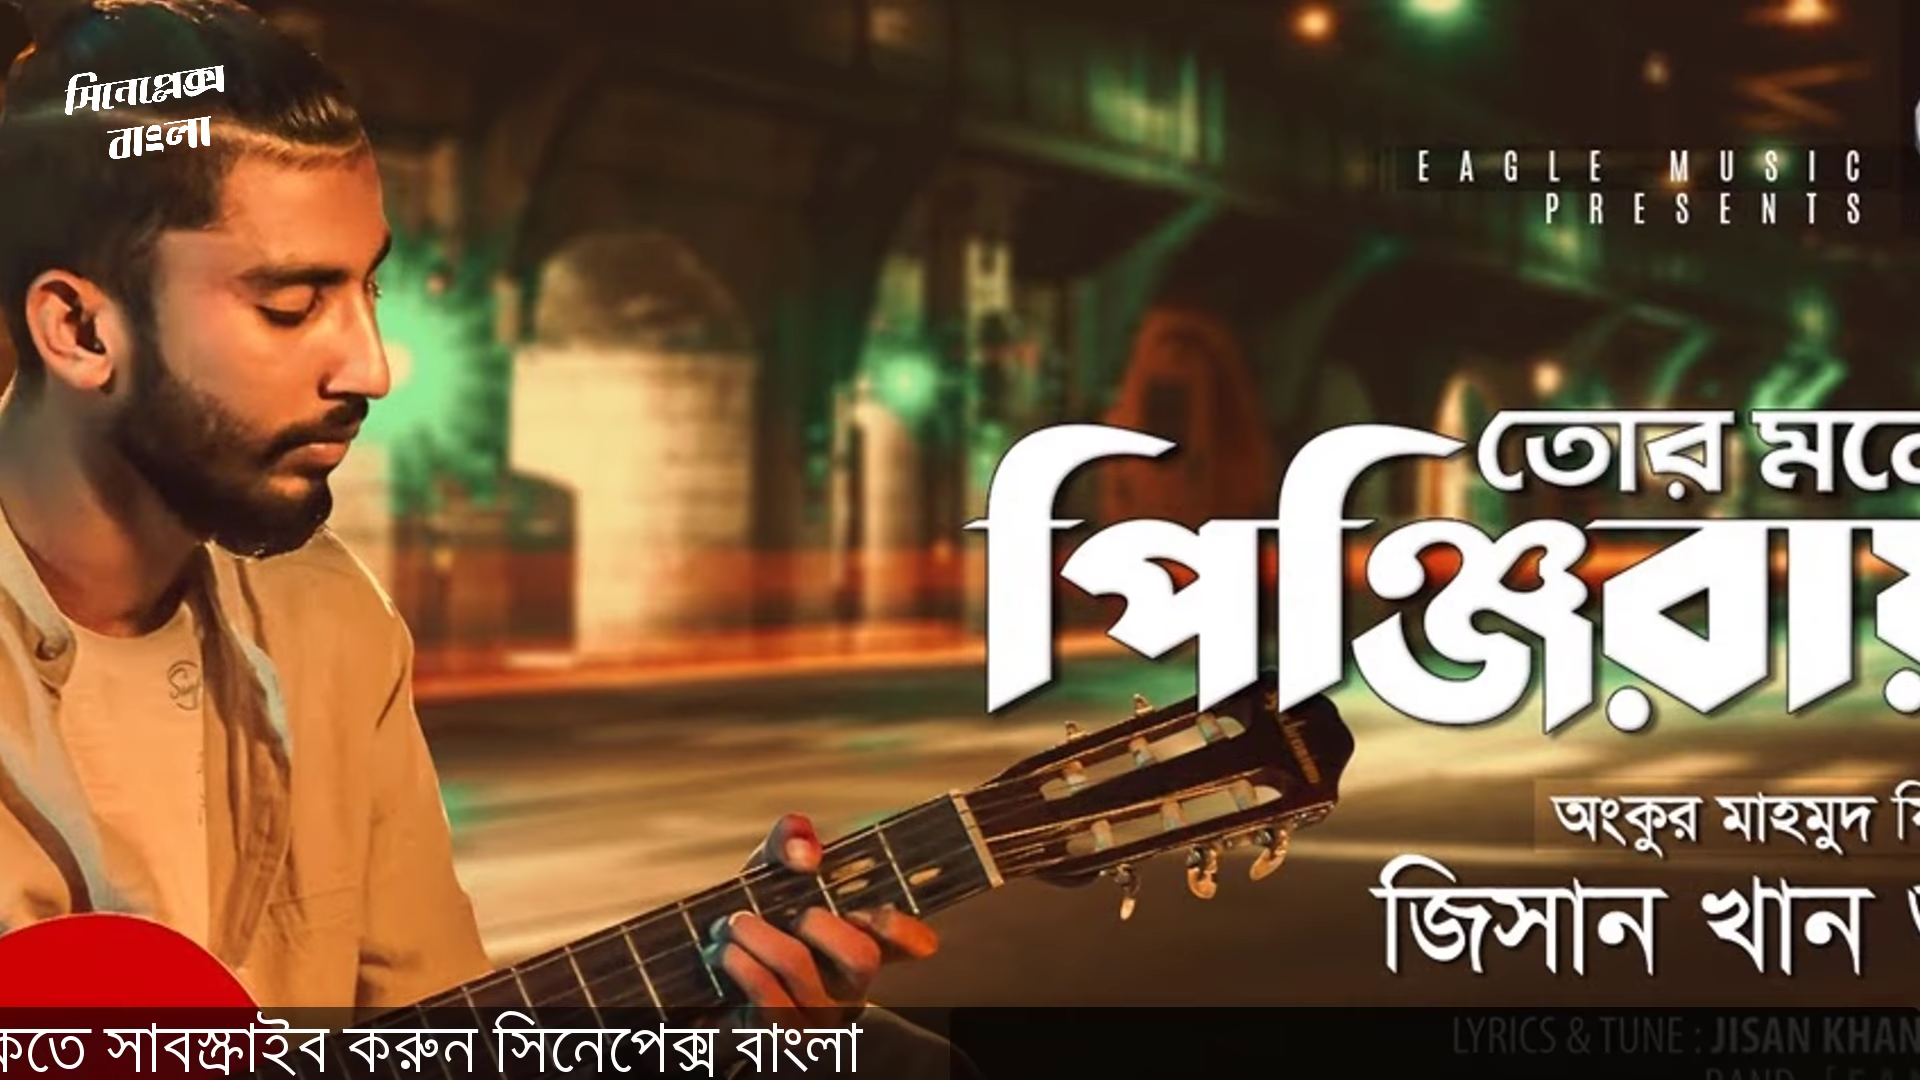 সিনেপ্লেক্স
বাংলা
EAGLE MUSIC
PRESENTS
তোর মনে
পিঞ্জিরায়
অংকুর মাহমুদ
জিসান খান
LYRICS & TUNE : JISAN KHAN
কতে সাবস্ক্রাইব করুন সিনেপেক্স বাংলা